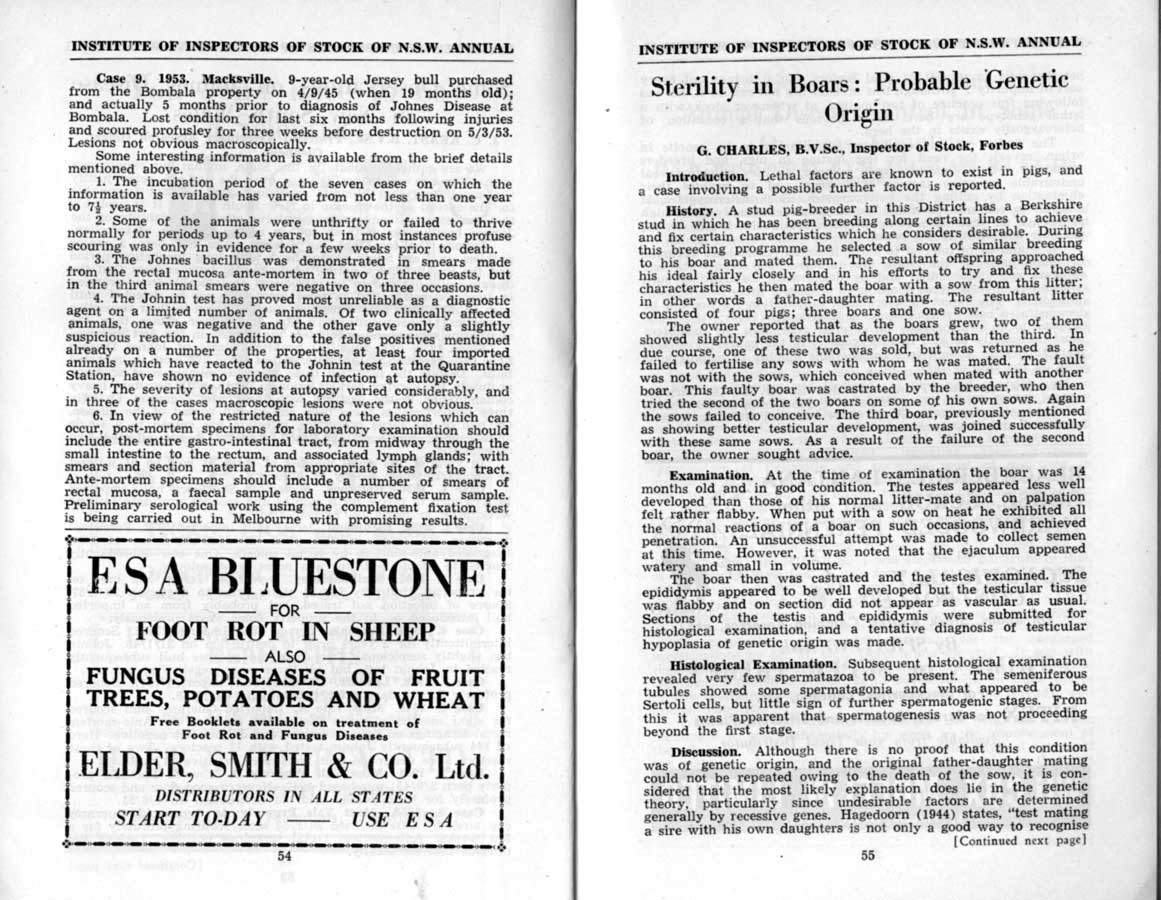 INSTITUTE OF INSPECTORS OF STOCK OF N.S.W. ANNUAL
Case 9. 1953. Macksville. 9-year-old Jersey bull purchased
from the Bombala property on 4/9/45 (when 19 months old);
and actually 5 months prior to diagnosis of Johnes Disease at
Bombala. Lost condition for last six months following injuries
and scoured profusley for three weeks before destruction on 5/3/53.
Lesions not obvious macroscopically.
Some interesting information is available from the brief details
mentioned above.
1. The incubation period of the seven cases on which the
information is available has varied from not less than one year
to 7½ years.
2. Some of the animals were unthrifty or failed to thrive
normally for periods up to 4 years, but in most instances profuse
scouring was only in evidence for a few weeks prior to death.
3. The Johnes bacillus was demonstrated in smears made
from the rectal mucosa ante-mortem in two of three beasts, but
in the third animal smears were negative on three occasions.
4. The Johnin test has proved most unreliable as a diagnostic
agent on a limited number of animals. Of two clinically affected
animals, one was negative and the other gave only a slightly
suspicious reaction. In addition to the false positives mentioned
already on a number of the properties, at least four imported
animals which have reacted to the Johnin test at the Quarantine
Station, have shown no evidence of infection at autopsy.
5. The severity of lesions at autopsy varied considerably, and
in three of the cases macroscopic lesions were not obvious.
6. In view of the restricted nature of the lesions which can
occur, post-mortem specimens for laboratory examination should
include the entire gastro-intestinal tract, from midway through the
small intestine to the rectum, and associated lymph glands; with
smears and section material from appropriate sites of the tract.
Ante-mortem specimens should include a number of smears of
rectal mucosa, a faecal sample and unpreserved serum sample.
Preliminary serological work using the complement fixation test
is being carried out in Melbourne with promising results.
ESA BLUESTONE
FOR
FOOT ROT IN SHEEP
ALSO
FUNGUS DISEASES OF FRUIT
TREES, POTATOES AND WHEAT
Free Booklets available on treatment of
Foot Rot and Fungus Diseases
ELDER, SMITH & CO. Ltd.
DISTRIBUTORS IN ALL STATES
START TO-DAY —— USE ESA
54
INSTITUTE OF INSPECTORS OF STOCK OF N.S.W. ANNUAL
Sterility in Boars: Probable Genetic
Origin
G. CHARLES, B.V.Sc., Inspector of Stock, Forbes
Introduction. Lethal factors are known to exist in pigs, and
a case involving a possible further factor is reported.
History. A stud pig-breeder in this District has a Berkshire
stud in which he has been breeding along certain lines to achieve
and fix certain characteristics which he considers desirable. During
this breeding programme he selected a sow of similar breeding
to his boar and mated them. The resultant offspring approached
his ideal fairly closely and in his efforts to try and fix these
characteristics he then mated the boar with a sow from this litter;
in other words a father-daughter mating. The resultant litter
consisted of four pigs; three boars and one sow.
The owner reported that as the boars grew, two of them
showed slightly less testicular development than the third. In
due course, one of these two was sold, but was returned as he
failed to fertilise any sows with whom he was mated. The fault
was not with the sows, which conceived when mated with another
boar. This faulty boar was castrated by the breeder, who then
tried the second of the two boars on some of his own sows. Again
the sows failed to conceive. The third boar, previously mentioned
as showing better testicular development, was joined successfully
with these same sows. As a result of the failure of the second
boar, the owner sought advice.
Examination. At the time of examination the boar was 14
months old and in good condition. The testes appeared less well
developed than those of his normal litter-mate and on palpation
felt rather flabby. When put with a sow on heat he exhibited all
the normal reactions of a boar on such occasions, and achieved
penetration. An unsuccessful attempt was made to collect semen
at this time. However, it was noted that the ejaculum appeared
watery and small in volume.
The boar then was castrated and the testes examined. The
epididymis appeared to be well developed but the testicular tissue
was flabby and on section did not appear as vascular as usual.
Sections of the testis and epididymis were submitted for
histological examination, and a tentative diagnosis of testicular
hypoplasia of genetic origin was made.
Histological Examination. Subsequent histological examination
revealed very few spermatazoa to be present. The semeniferous
tubules showed some spermatagonia and what appeared to be
Sertoli cells, but little sign of further spermatogenic stages. From
this it was apparent that spermatogenesis was not proceeding
beyond the first stage.
Discussion. Although there is no proof that this condition
was of genetic origin, and the original father-daughter mating
could not be repeated owing to the death of the sow, it is con-
sidered that the most likely explanation does lie in the genetic
theory, particularly since undesirable factors are determined
generally by recessive genes. Hagedoorn (1944) states, "test mating
a sire with his own daughters is not only a good way to recognise
[Continued next page]
55